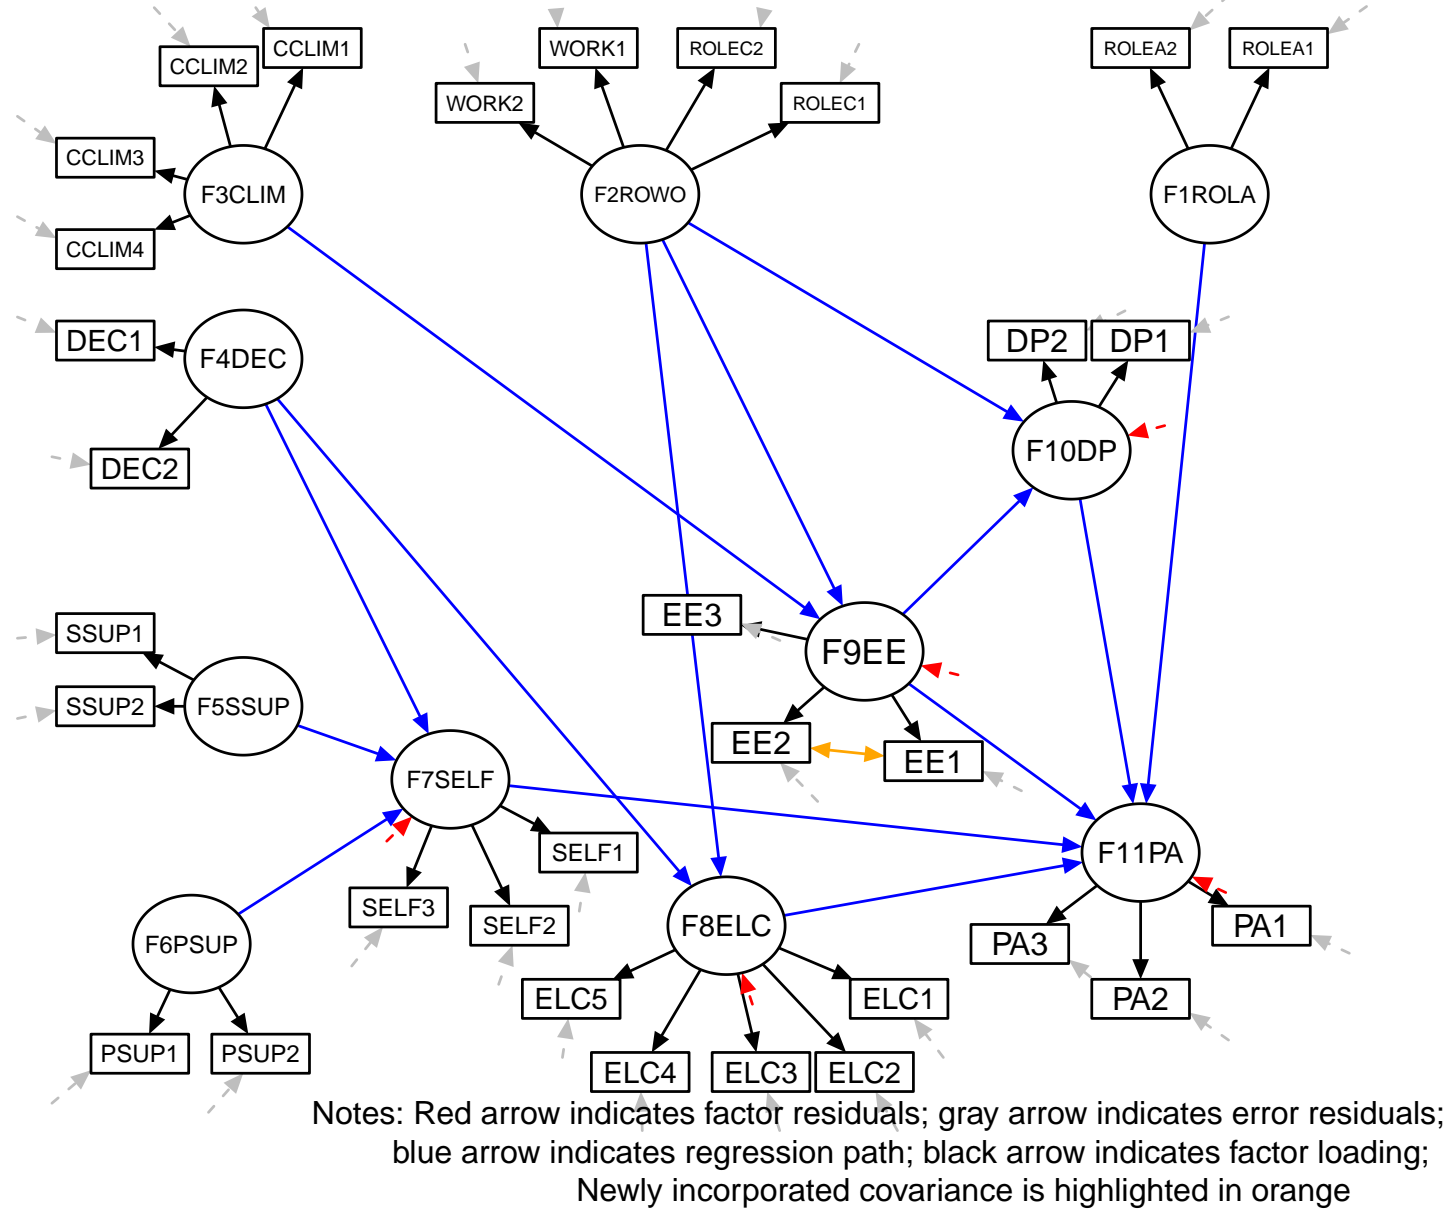 CCLIM1
WORK1
ROLEC2
ROLEA2
ROLEA1
CCLIM2
WORK2
ROLEC1
CCLIM3
F3CLIM
F2ROWO
F1ROLA
CCLIM4
DEC1
F4DEC
DP2
DP1
DEC2
F10DP
SSUP1
EE3
F9EE
SSUP2
F5SSUP
EE2
EE1
F7SELF
SELF1
F11PA
SELF3
SELF2
F8ELC
PA1
F6PSUP
PA3
ELC5
ELC1
PA2
PSUP1
PSUP2
ELC4
ELC3
ELC2
Notes: Red arrow indicates factor residuals; gray arrow indicates error residuals;
blue arrow indicates regression path; black arrow indicates factor loading;
Newly incorporated covariance is highlighted in orange